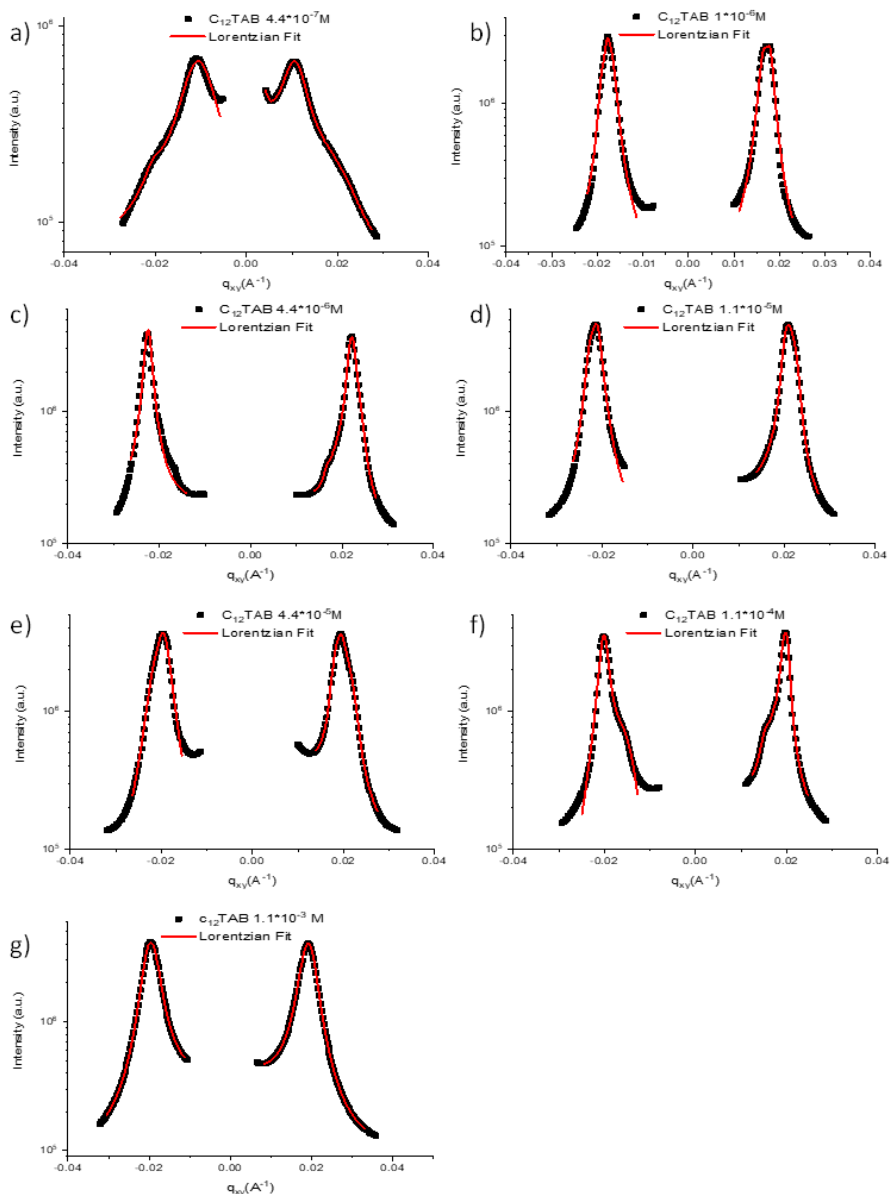 a)
C₁₂TAB 4.4*10⁻⁷M
Lorentzian Fit
10⁶
10⁵
Intensity (a.u.)
-0.04 -0.02 0.00 0.02 0.04
qxy(A⁻¹)
b)
C₁₂TAB 1*10⁻⁶M
Lorentzian Fit
10⁶
10⁵
Intensity (a.u.)
-0.04 -0.03 -0.02 -0.01 0.00 0.01 0.02 0.03 0.04
qxy(A⁻¹)
c)
C₁₂TAB 4.4*10⁻⁶M
Lorentzian Fit
10⁶
10⁵
Intensity (a.u.)
-0.04 -0.02 0.00 0.02 0.04
qxy(A⁻¹)
d)
C₁₂TAB 1.1*10⁻⁵M
Lorentzian Fit
10⁶
10⁵
Intensity (a.u.)
-0.04 -0.02 0.00 0.02 0.04
qxy(A⁻¹)
e)
C₁₂TAB 4.4*10⁻⁵M
Lorentzian Fit
10⁶
10⁵
Intensity (a.u.)
-0.04 -0.02 0.00 0.02 0.04
qxy(A⁻¹)
f)
C₁₂TAB 1.1*10⁻⁴M
Lorentzian Fit
10⁶
10⁵
Intensity (a.u.)
-0.04 -0.02 0.00 0.02 0.04
qxy(A⁻¹)
g)
c₁₂TAB 1.1*10⁻³ M
Lorentzian Fit
10⁶
10⁵
Intensity (a.u.)
-0.04 -0.02 0.00 0.02 0.04
qxy(A⁻¹)